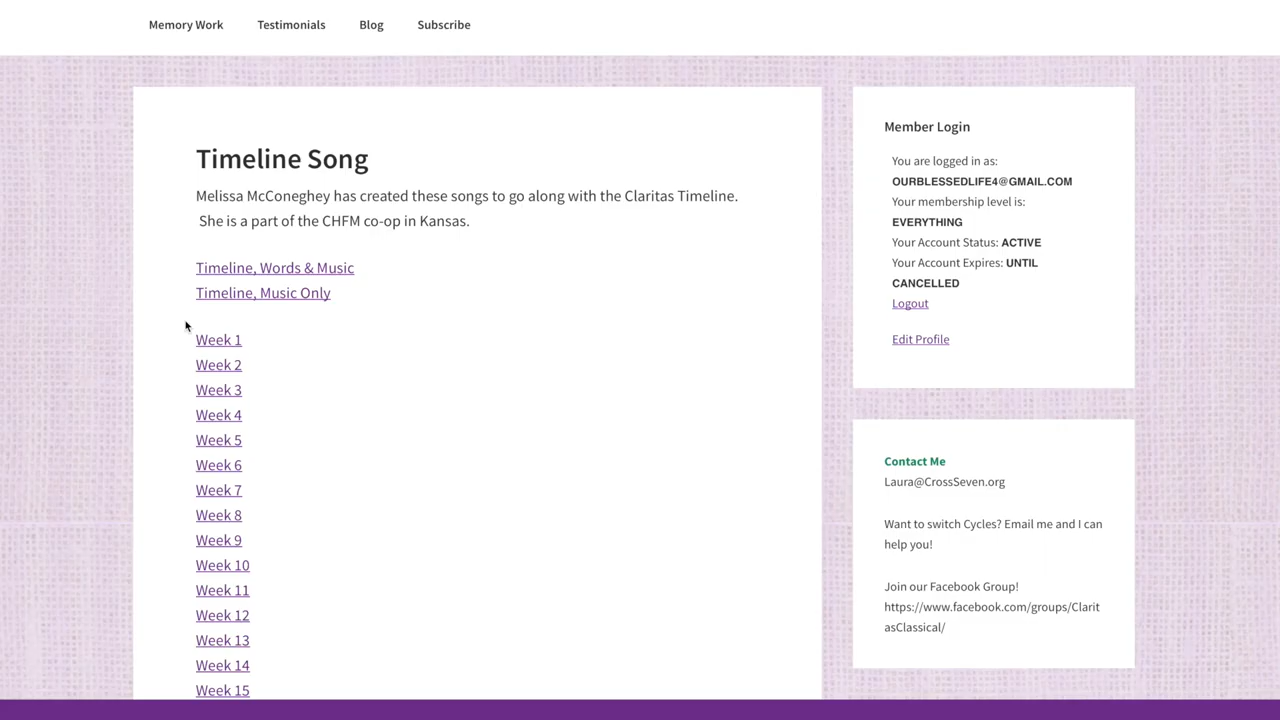 Memory Work Testimonials Blog Subscribe
Timeline Song
Melissa McConeghey has created these songs to go along with the Claritas Timeline.
She is a part of the CHFM co-op in Kansas.
Timeline, Words & Music
Timeline, Music Only
Week 1
Week 2
Week 3
Week 4
Week 5
Week 6
Week 7
Week 8
Week 9
Week 10
Week 11
Week 12
Week 13
Week 14
Week 15
Member Login
You are logged in as:
OURBLESSEDLIFE4@GMAIL.COM
Your membership level is:
EVERYTHING
Your Account Status: ACTIVE
Your Account Expires: UNTIL
CANCELLED
Logout
Edit Profile
Contact Me
Laura@CrossSeven.org
Want to switch Cycles? Email me and I can
help you!
Join our Facebook Group!
https://www.facebook.com/groups/Clarit
asClassical/